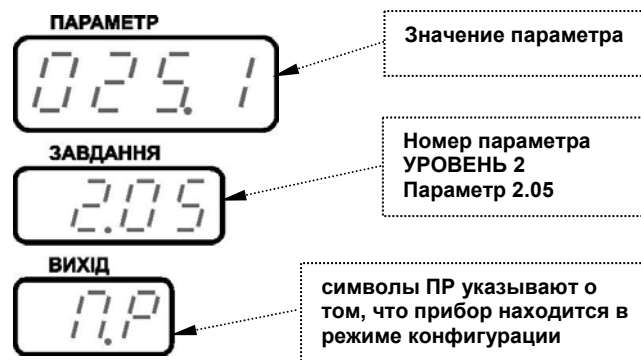 ПАРАМЕТР
025.1
Значение параметра
ЗАВДАННЯ
2.05
Номер параметра
УРОВЕНЬ 2
Параметр 2.05
ВИХІД
П.Р
символы ПР указывают о
том, что прибор находится в
режиме конфигурации